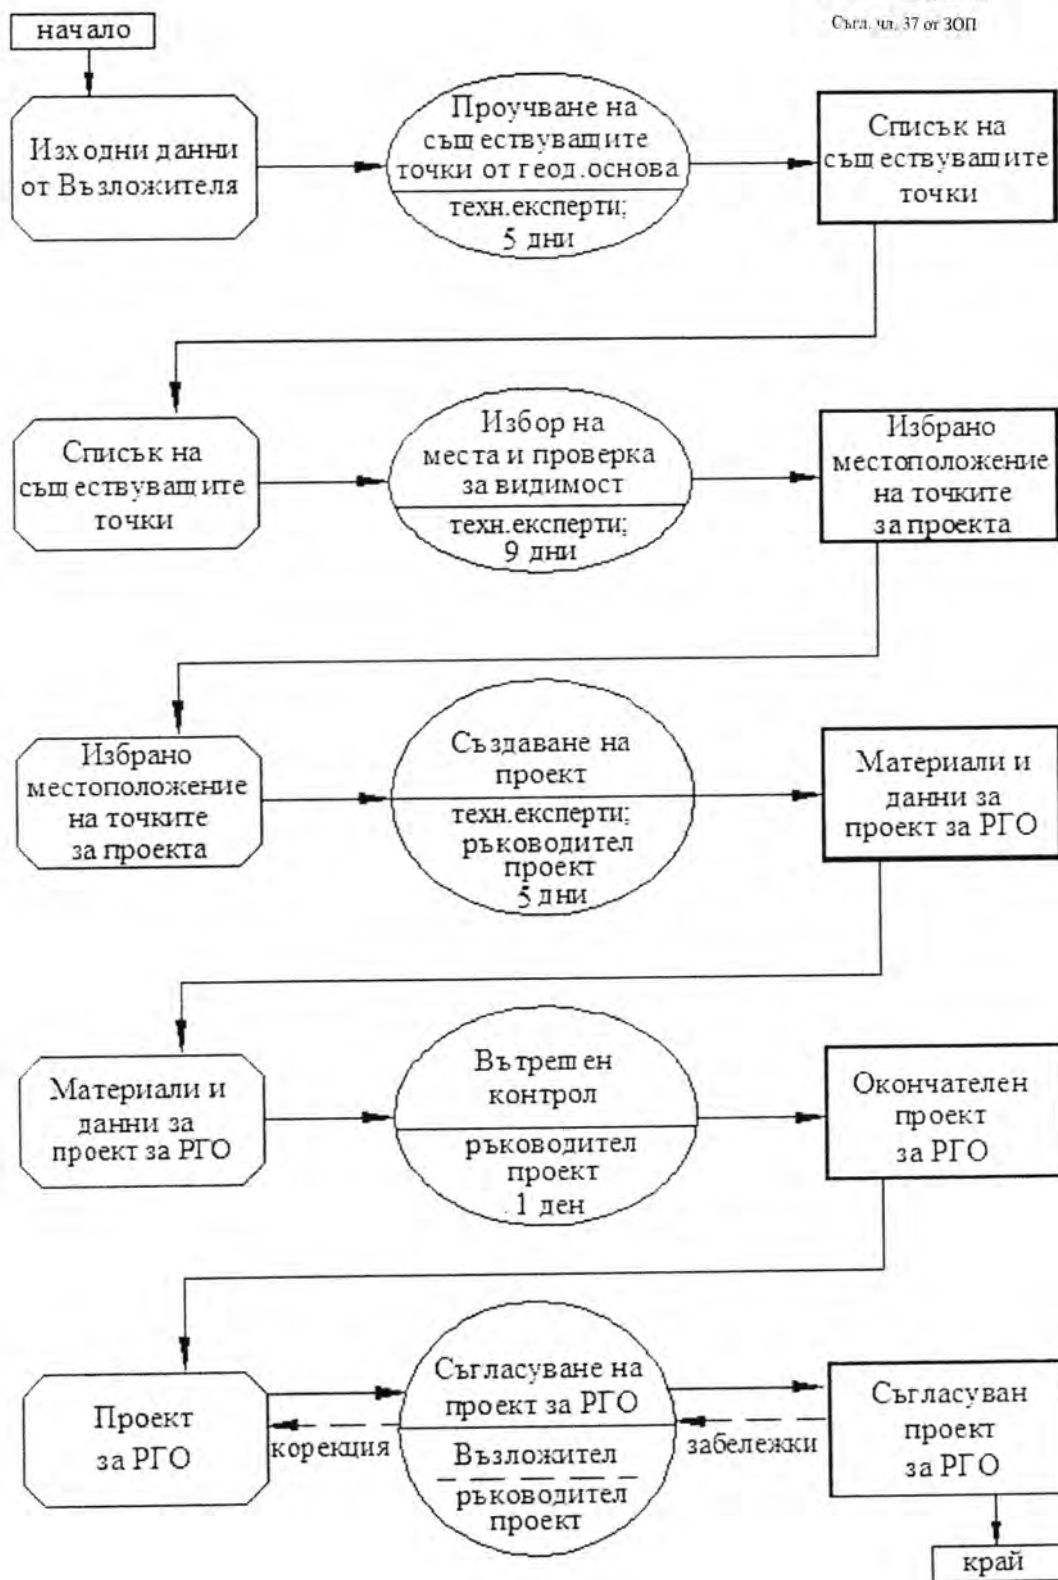 Съгл. чл. 37 от ЗОП
начало
Изходни данни
от Възложителя
Проучване на
съществуващите
точки от геод.основа
техн.експерти;
5 дни
Списък на
съществуващите
точки
Списък на
съществуващите
точки
Избор на
места и проверка
за видимост
техн.експерти;
9 дни
Избрано
местоположение
на точките
за проекта
Избрано
местоположение
на точките
за проекта
Създаване на
проект
техн.експерти;
ръководител
проект
5 дни
Материали и
данни за
проект за РГО
Материали и
данни за
проект за РГО
Вътрешен
контрол
ръководител
проект
1 ден
Окончателен
проект
за РГО
Проект
за РГО
корекция
Съгласуване на
проект за РГО
Възложител
ръководител
проект
забележки
Съгласуван
проект
за РГО
край